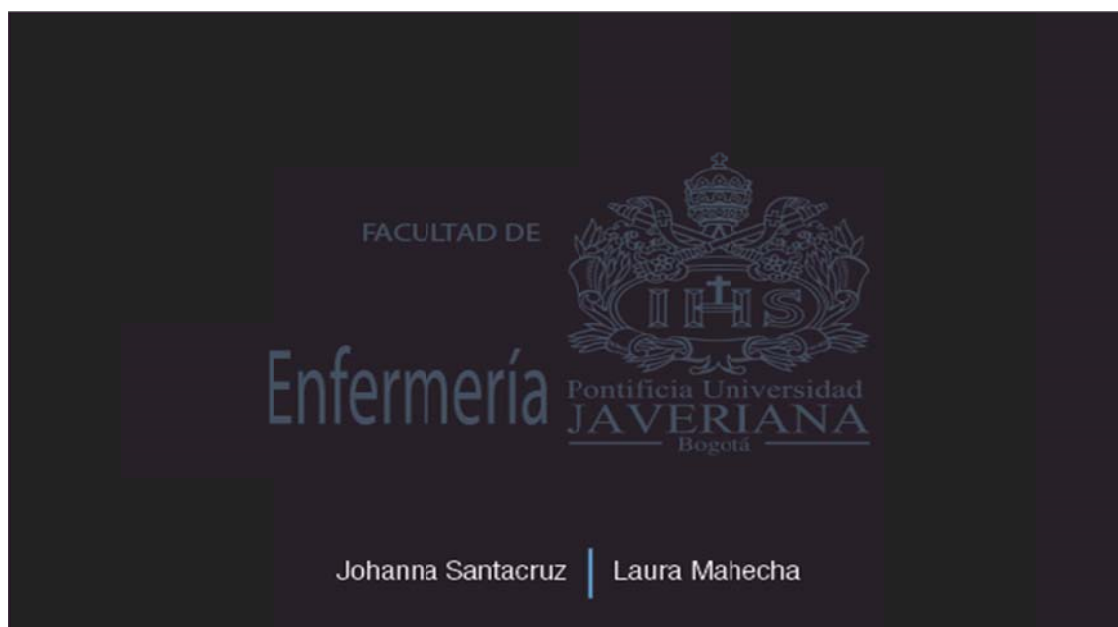 FACULTAD DE
Enfermería
IHS
Pontificia Universidad
JAVERIANA
Bogotá
Johanna Santacruz | Laura Mahecha